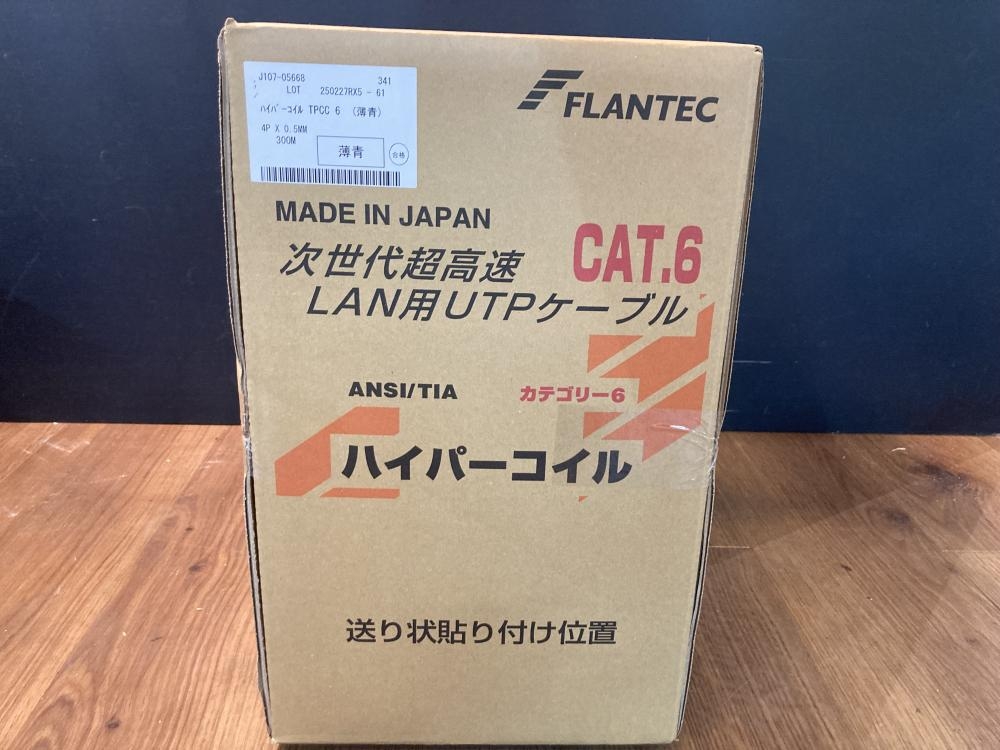 J107-05668 341
LOT 250227RX5 - 61
ﾊｲﾊﾟｰｺｲﾙ TPCC 6 (薄青)
4P X 0.5MM
300M
薄青
合格
FLANTEC
MADE IN JAPAN
CAT.6
次世代超高速
LAN用UTPケーブル
ANSI/TIA カテゴリー6
ハイパーコイル
送り状貼り付け位置